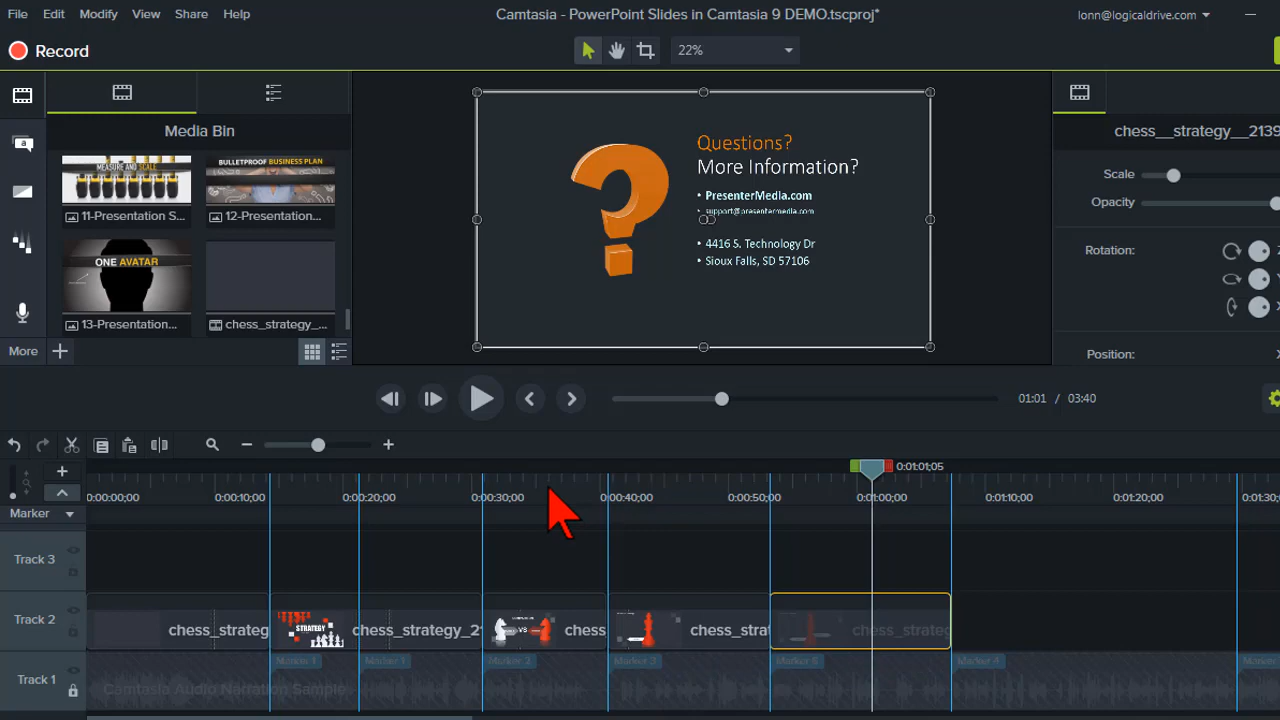 File Edit Modify View Share Help
Camtasia - PowerPoint Slides in Camtasia 9 DEMO.tscproj*
lonn@logicaldrive.com
Record
22%
Media Bin
MEASURE AND SCALE
BULLETPROOF BUSINESS PLAN
11-Presentation S...
12-Presentation...
ONE AVATAR
13-Presentation...
chess_strategy_...
More
Questions?
More Information?
• PresenterMedia.com
• support@presentermedia.com
• 4416 S. Technology Dr
• Sioux Falls, SD 57106
chess__strategy__2139
Scale
Opacity
Rotation:
Position:
01:01 / 03:40
0:01:01;05
0:00:00;00 0:00:10;00 0:00:20;00 0:00:30;00 0:00:40;00 0:00:50;00 0:01:00;00 0:01:10;00 0:01:20;00 0:01:30;0
Marker
Track 3
Track 2
chess_strateg
STRATEGY
chess_strategy_2
VS
chess
chess_strat
chess_strateg
Track 1
Marker 1 Marker 1 Marker 2 Marker 3 Marker 5 Marker 4 Marker
Camtasia Audio Narration Sample